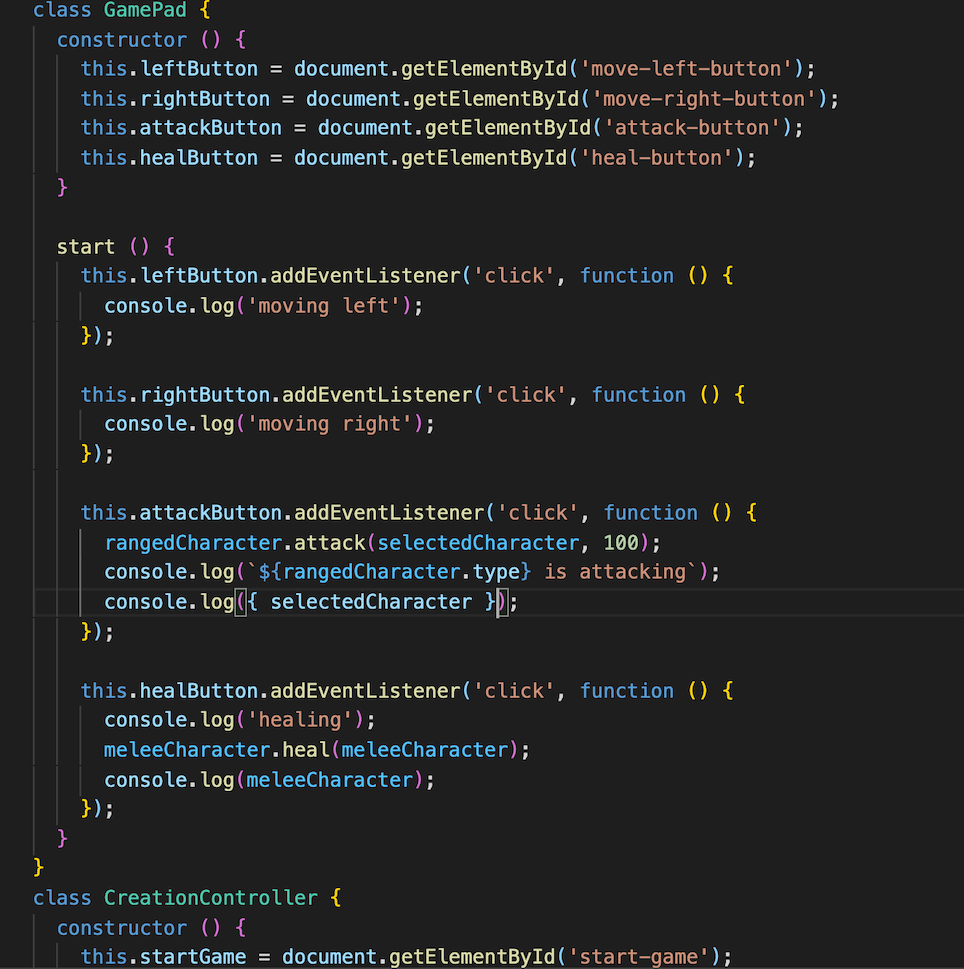 class GamePad {
constructor () {
this.leftButton = document.getElementById('move-left-button');
this.rightButton = document.getElementById('move-right-button');
this.attackButton = document.getElementById('attack-button');
this.healButton = document.getElementById('heal-button');
}
start () {
this.leftButton.addEventListener('click', function () {
console.log('moving left');
});
this.rightButton.addEventListener('click', function () {
console.log('moving right');
});
this.attackButton.addEventListener('click', function () {
rangedCharacter.attack(selectedCharacter, 100);
console.log(`${rangedCharacter.type} is attacking`);
console.log({ selectedCharacter });
});
this.healButton.addEventListener('click', function () {
console.log('healing');
meleeCharacter.heal(meleeCharacter);
console.log(meleeCharacter);
});
}
}
class CreationController {
constructor () {
this.startGame = document.getElementById('start-game');